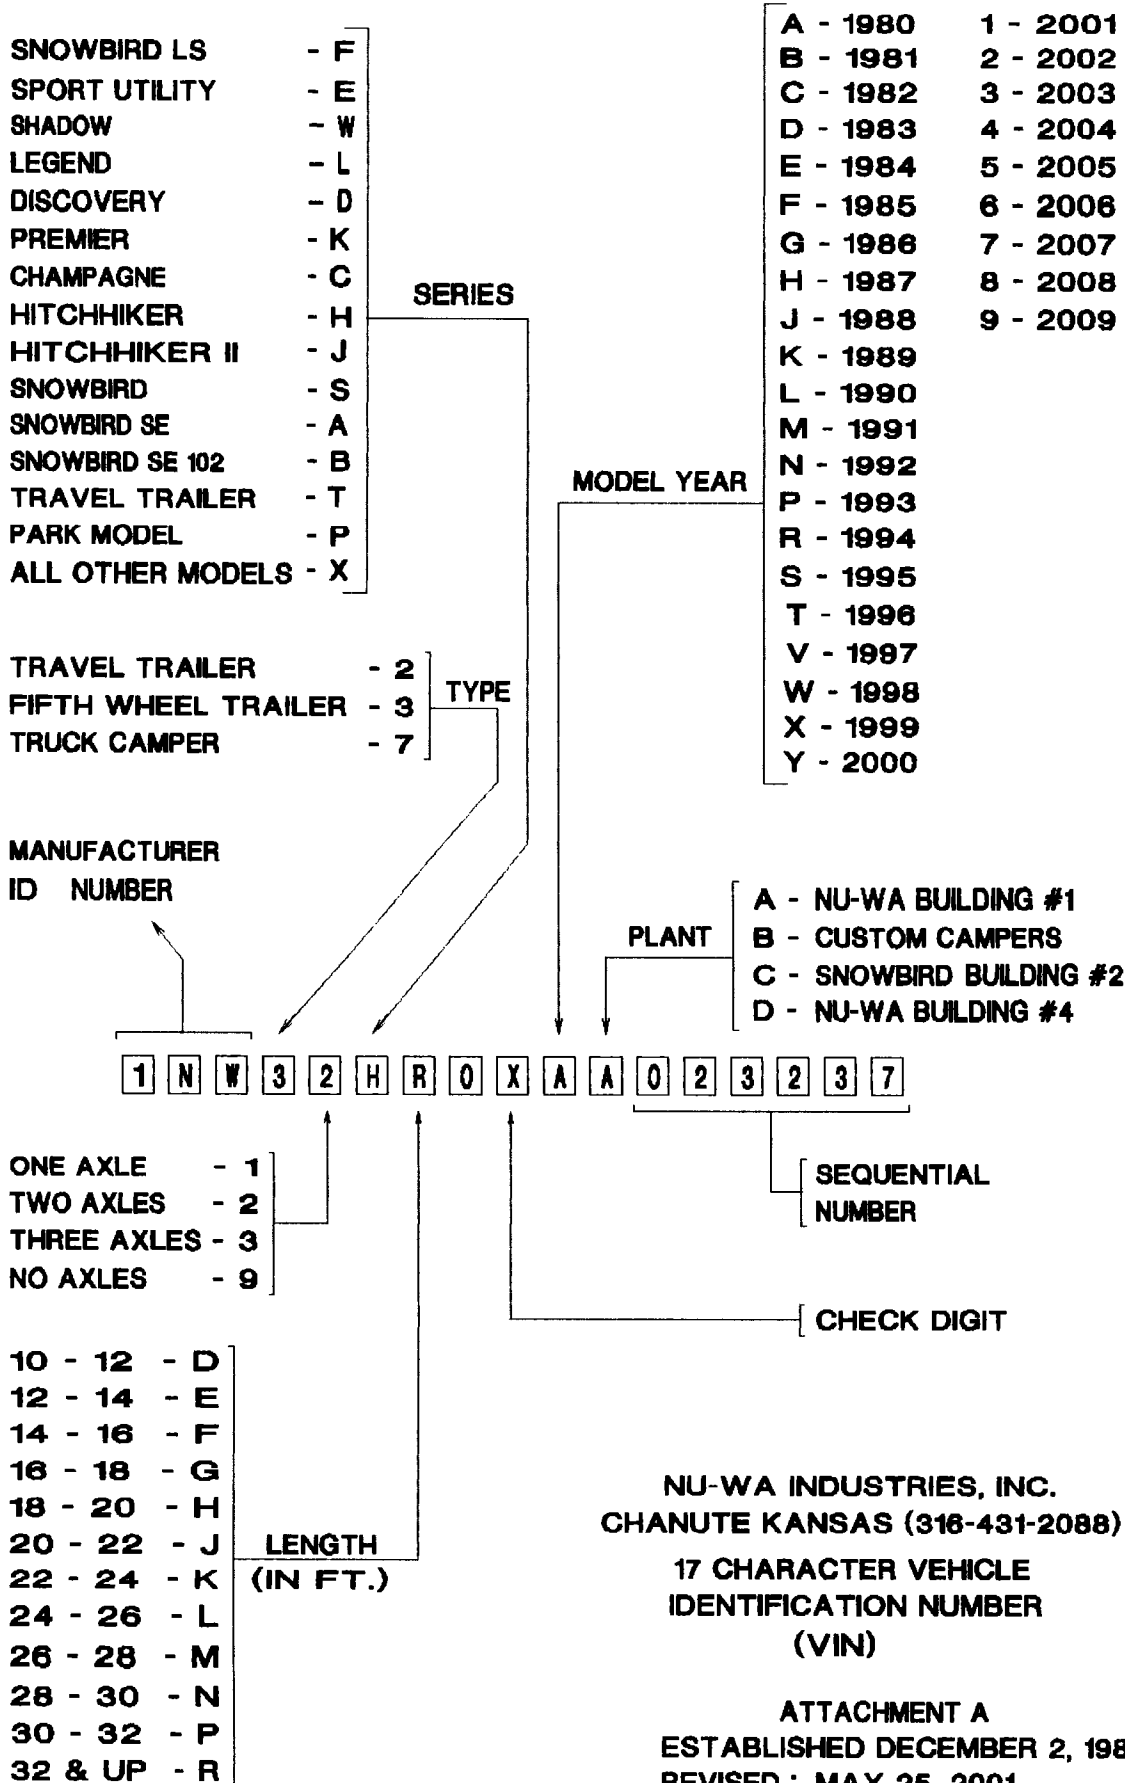 SNOWBIRD LS - F
SPORT UTILITY - E
SHADOW - W
LEGEND - L
DISCOVERY - D
PREMIER - K
CHAMPAGNE - C
HITCHHIKER - H
HITCHHIKER II - J
SNOWBIRD - S
SNOWBIRD SE - A
SNOWBIRD SE 102 - B
TRAVEL TRAILER - T
PARK MODEL - P
ALL OTHER MODELS - X
SERIES
A - 1980 1 - 2001
B - 1981 2 - 2002
C - 1982 3 - 2003
D - 1983 4 - 2004
E - 1984 5 - 2005
F - 1985 6 - 2006
G - 1986 7 - 2007
H - 1987 8 - 2008
J - 1988 9 - 2009
K - 1989
L - 1990
M - 1991
N - 1992
P - 1993
R - 1994
S - 1995
T - 1996
V - 1997
W - 1998
X - 1999
Y - 2000
MODEL YEAR
TRAVEL TRAILER - 2
FIFTH WHEEL TRAILER - 3
TRUCK CAMPER - 7
TYPE
MANUFACTURER
ID NUMBER
PLANT
A - NU-WA BUILDING #1
B - CUSTOM CAMPERS
C - SNOWBIRD BUILDING #2
D - NU-WA BUILDING #4
1 N W 3 2 H R 0 X A A 0 2 3 2 3 7
ONE AXLE - 1
TWO AXLES - 2
THREE AXLES - 3
NO AXLES - 9
SEQUENTIAL
NUMBER
CHECK DIGIT
10 - 12 - D
12 - 14 - E
14 - 16 - F
16 - 18 - G
18 - 20 - H
20 - 22 - J
22 - 24 - K
24 - 26 - L
26 - 28 - M
28 - 30 - N
30 - 32 - P
32 & UP - R
LENGTH
(IN FT.)
NU-WA INDUSTRIES, INC.
CHANUTE KANSAS (316-431-2088)
17 CHARACTER VEHICLE
IDENTIFICATION NUMBER
(VIN)
ATTACHMENT A
ESTABLISHED DECEMBER 2, 198
REVISED : MAY 25, 2001